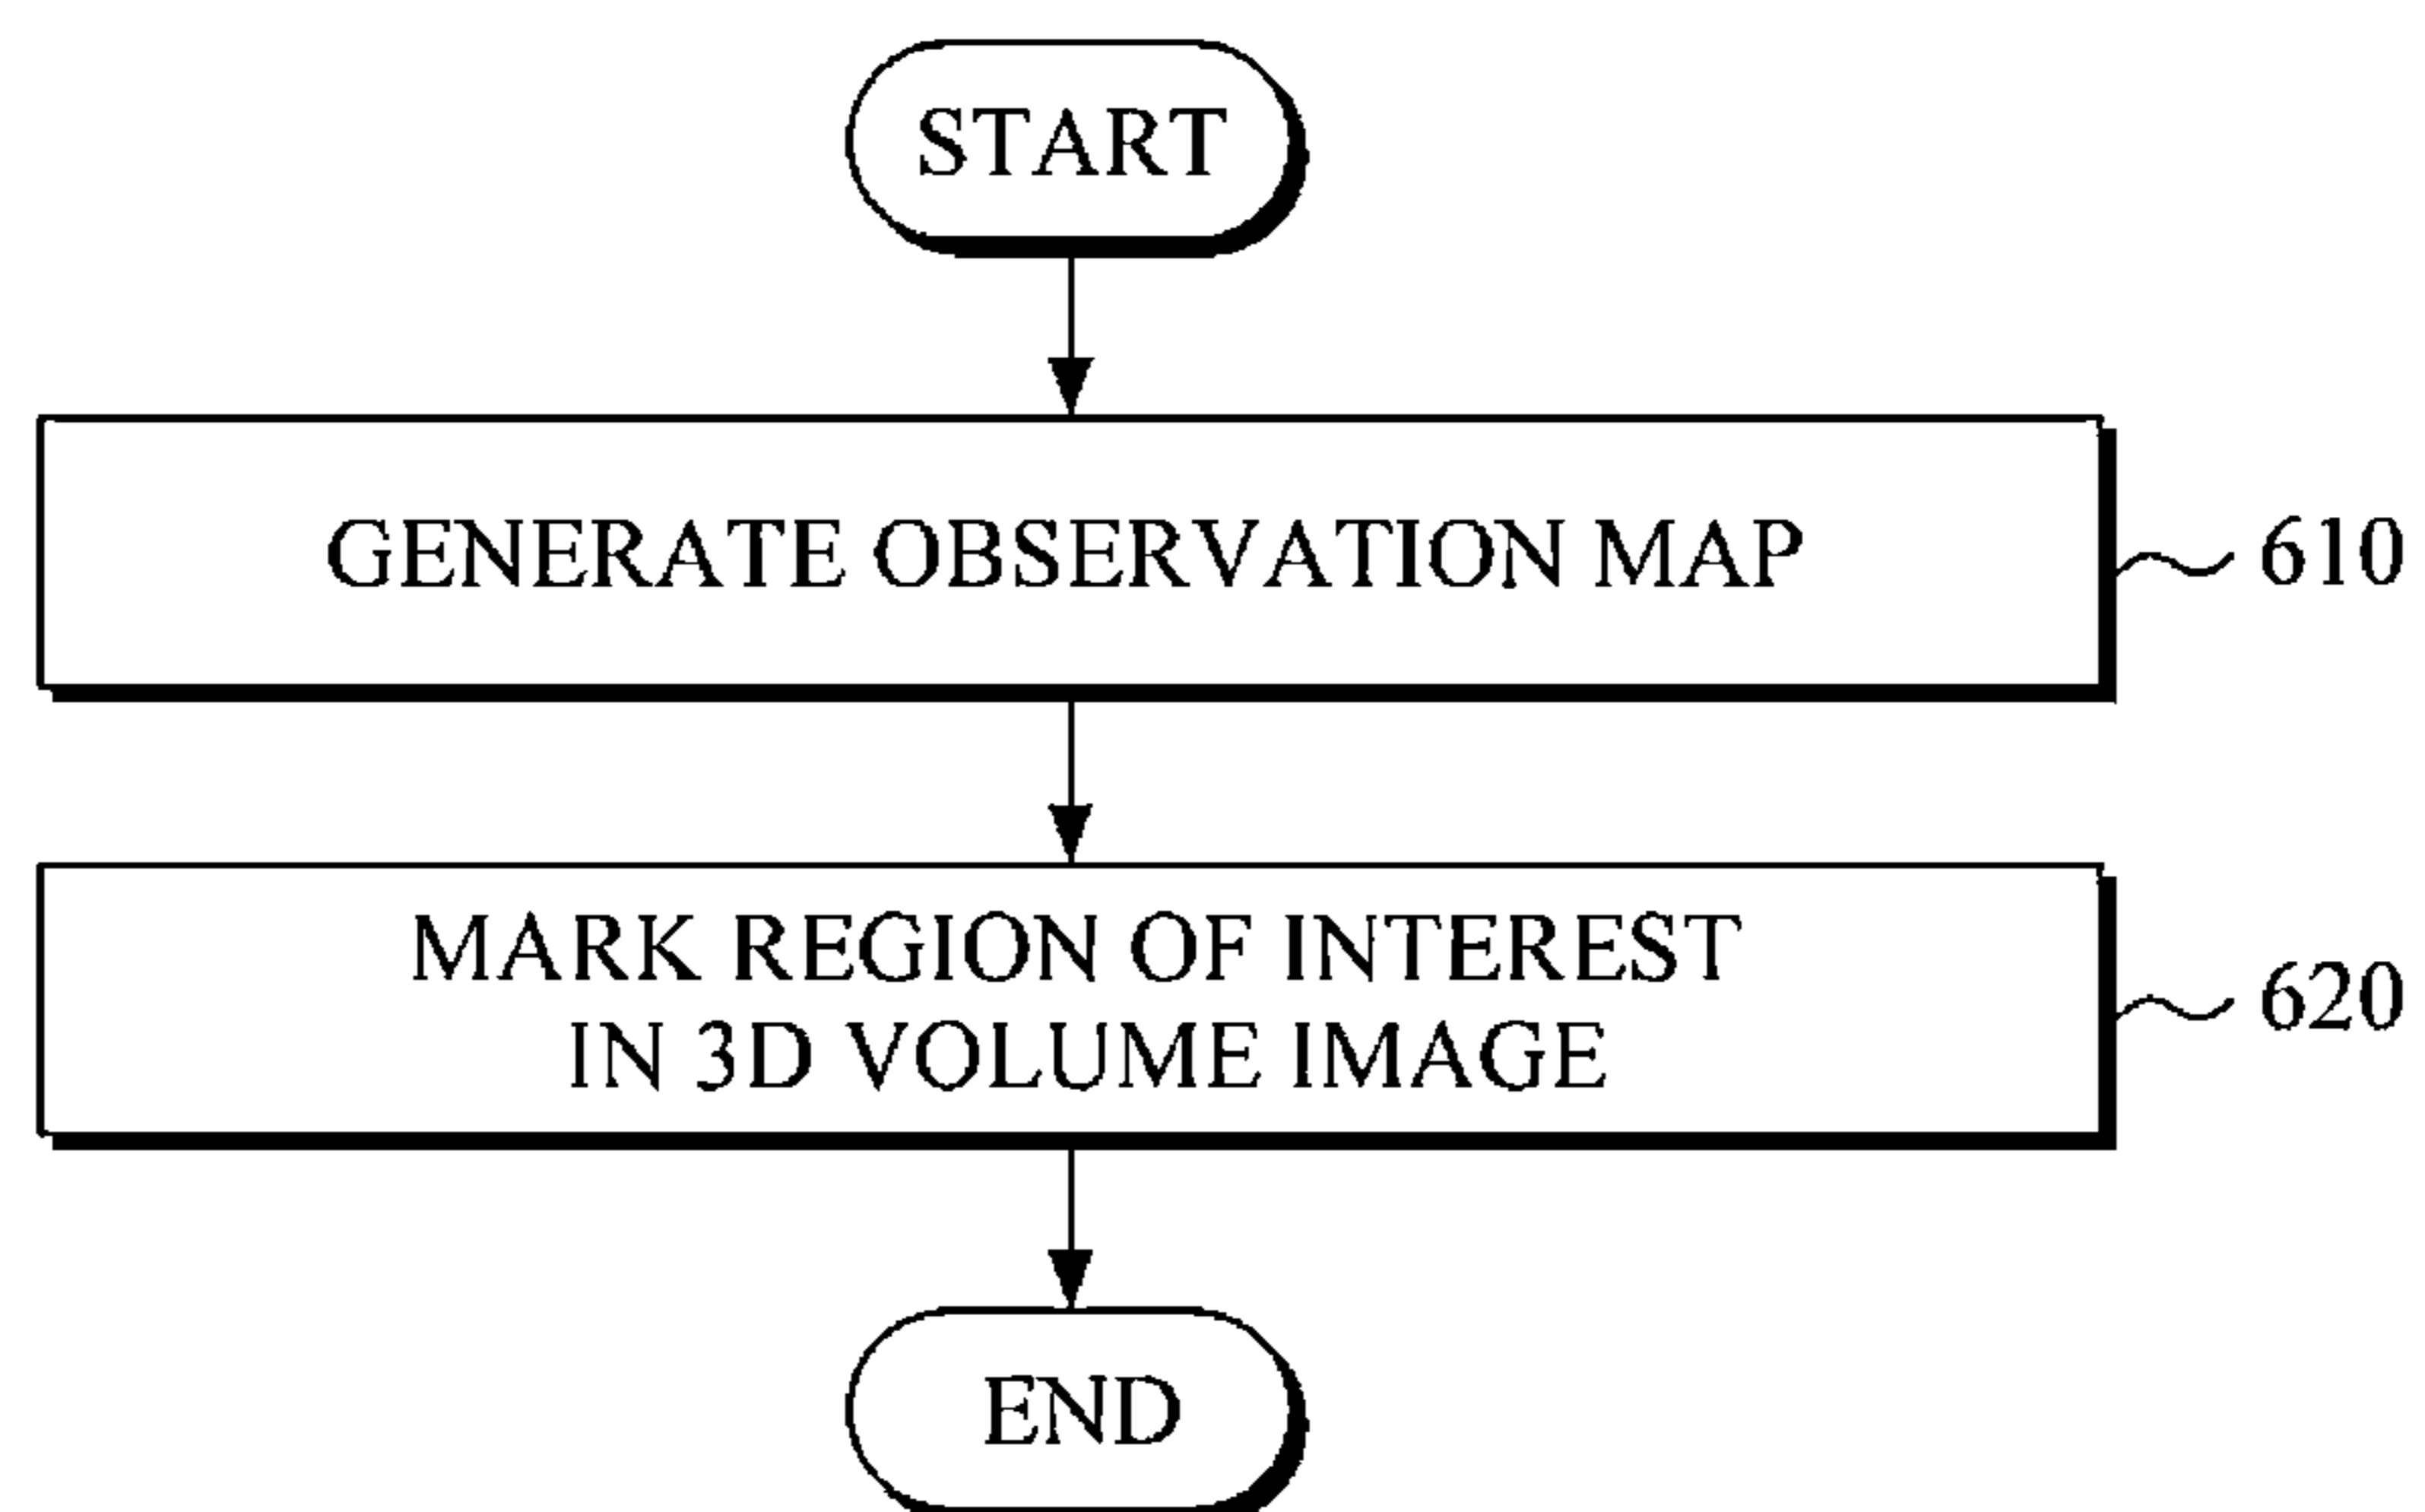 START
GENERATE OBSERVATION MAP
610
MARK REGION OF INTEREST
IN 3D VOLUME IMAGE
620
END